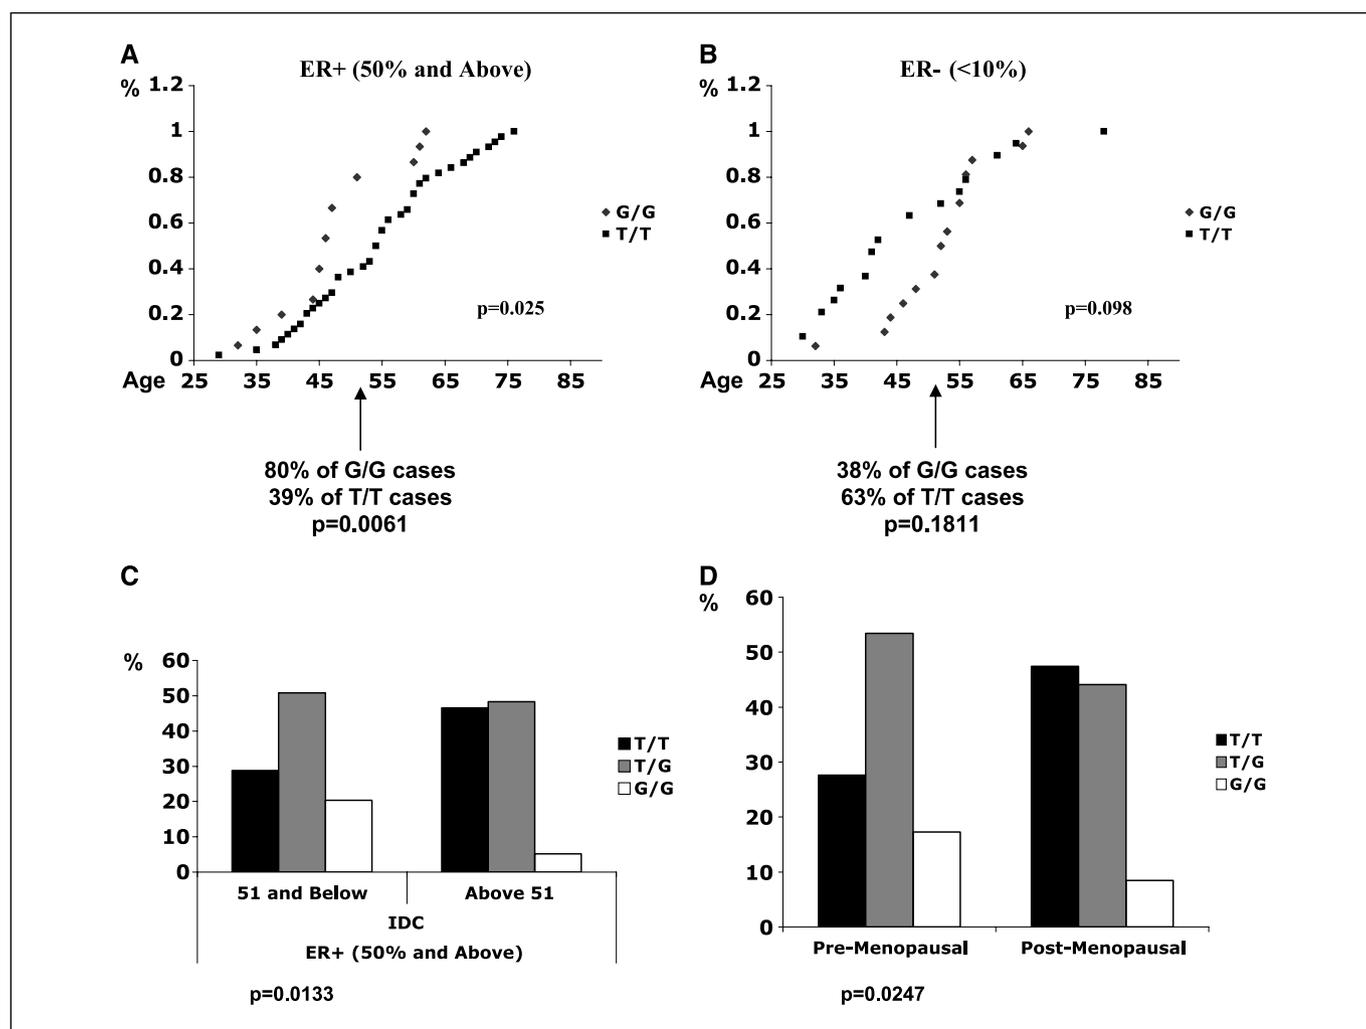 A
ER+ (50% and Above)
%
1.2
1
0.8
0.6
0.4
0.2
0
G/G
T/T
p=0.025
Age 25 35 45 55 65 75 85
80% of G/G cases
39% of T/T cases
p=0.0061
B
ER- (<10%)
%
1.2
1
0.8
0.6
0.4
0.2
0
G/G
T/T
p=0.098
Age 25 35 45 55 65 75 85
38% of G/G cases
63% of T/T cases
p=0.1811
C
%
60
50
40
30
20
10
0
T/T
T/G
G/G
51 and Below Above 51
IDC
ER+ (50% and Above)
p=0.0133
D
%
60
50
40
30
20
10
0
T/T
T/G
G/G
Pre-Menopausal Post-Menopausal
p=0.0247